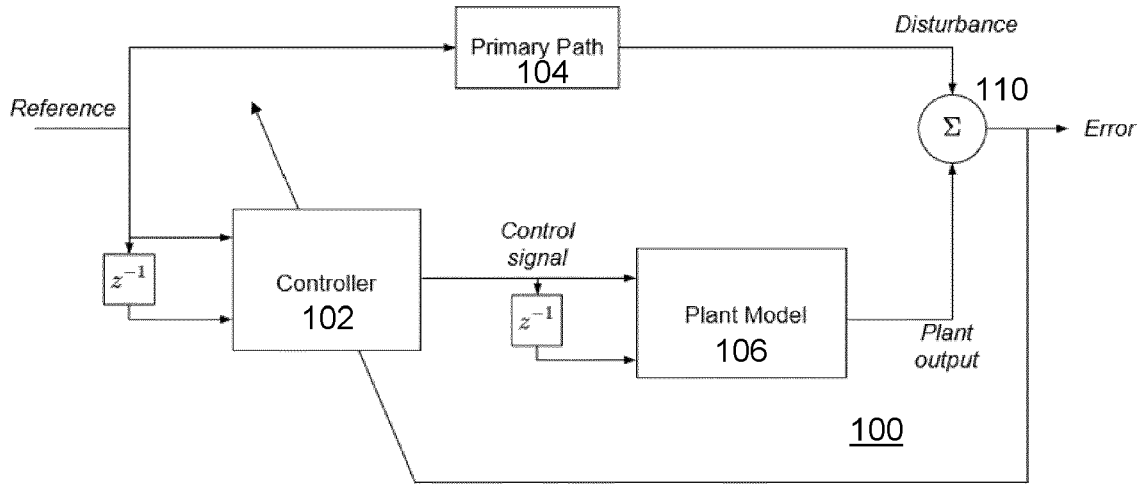 Disturbance
Primary Path
104
110
Reference
Σ
Error
Control
signal
z⁻¹
Controller
102
z⁻¹
Plant Model
106
Plant
output
100